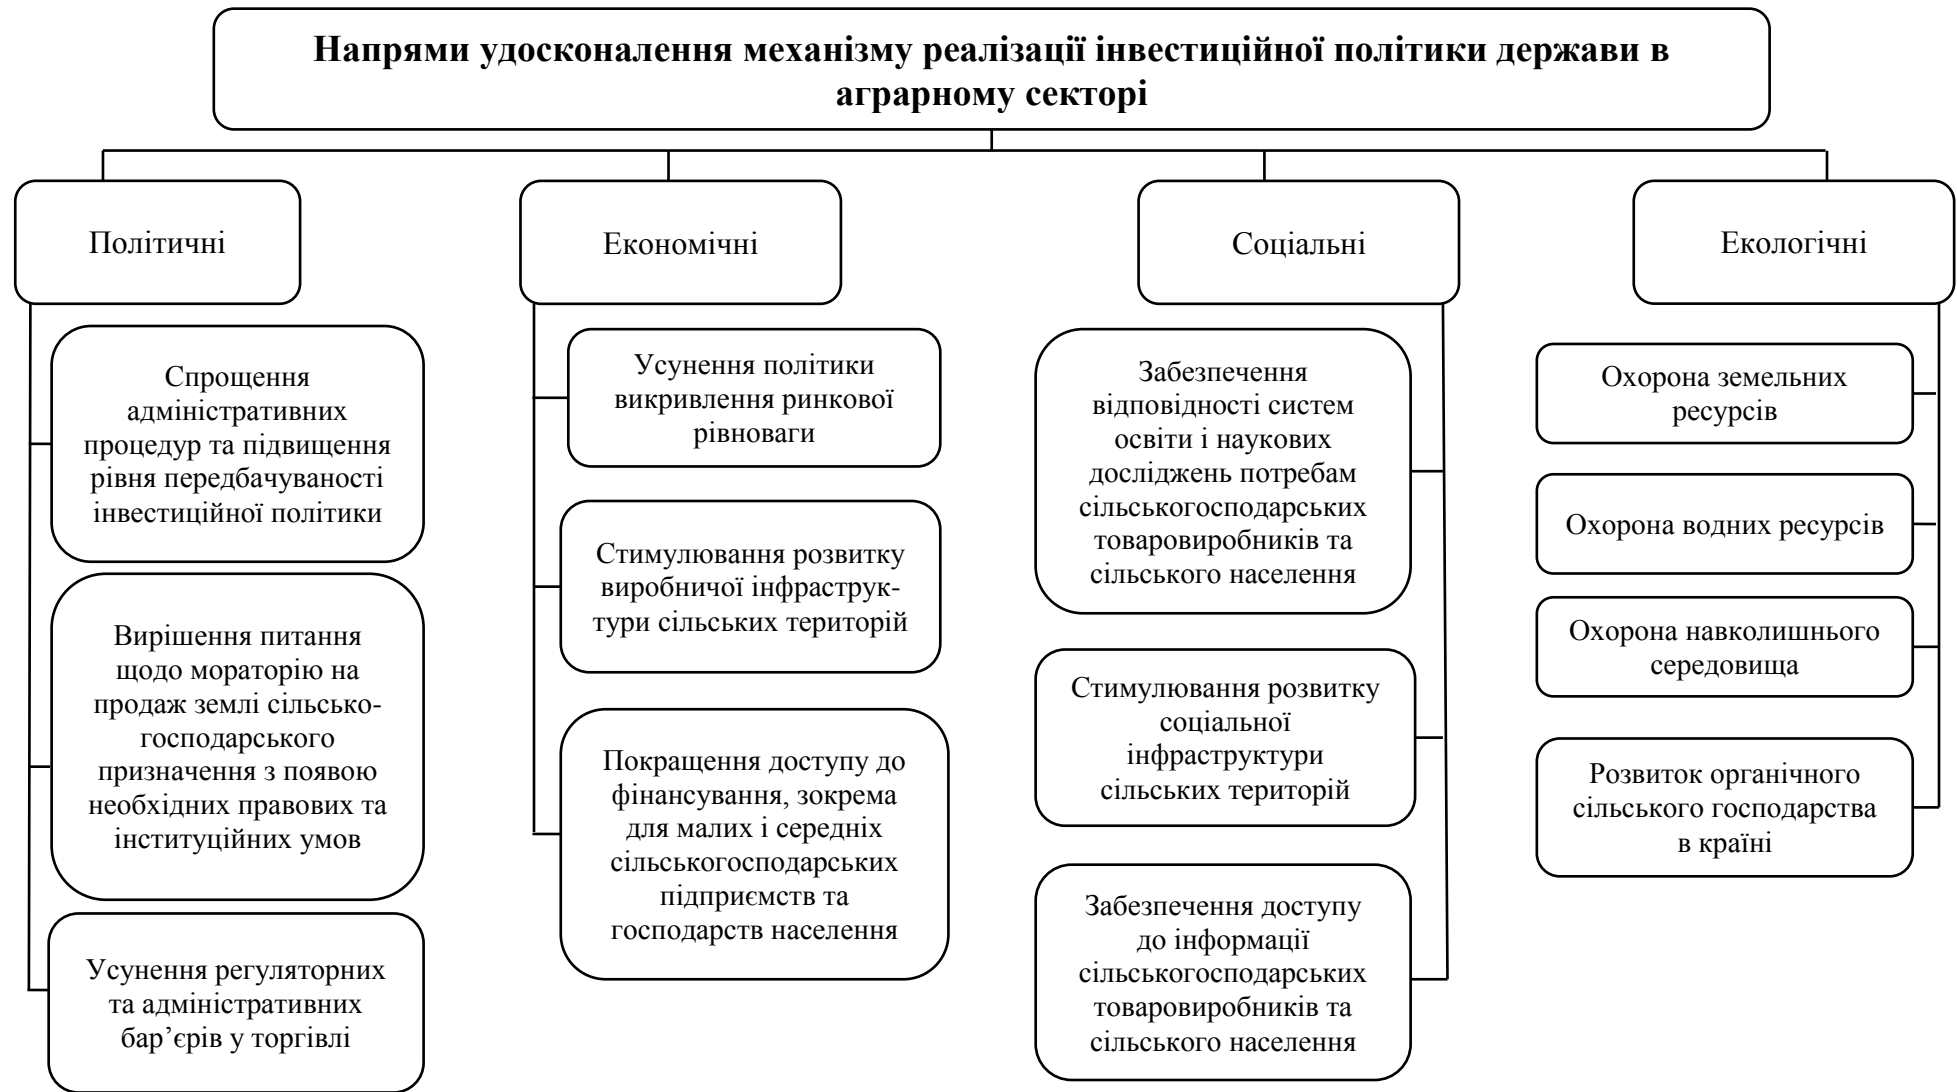 Напрями удосконалення механізму реалізації інвестиційної політики держави в
аграрному секторі
Політичні
Спрощення
адміністративних
процедур та підвищення
рівня передбачуваності
інвестиційної політики
Вирішення питання
щодо мораторію на
продаж землі сільсько-
господарського
призначення з появою
необхідних правових та
інституційних умов
Усунення регуляторних
та адміністративних
бар’єрів у торгівлі
Економічні
Усунення політики
викривлення ринкової
рівноваги
Стимулювання розвитку
виробничої інфраструк-
тури сільських територій
Покращення доступу до
фінансування, зокрема
для малих і середніх
сільськогосподарських
підприємств та
господарств населення
Соціальні
Забезпечення
відповідності систем
освіти і наукових
досліджень потребам
сільськогосподарських
товаровиробників та
сільського населення
Стимулювання розвитку
соціальної
інфраструктури
сільських територій
Забезпечення доступу
до інформації
сільськогосподарських
товаровиробників та
сільського населення
Екологічні
Охорона земельних
ресурсів
Охорона водних ресурсів
Охорона навколишнього
середовища
Розвиток органічного
сільського господарства
в країні